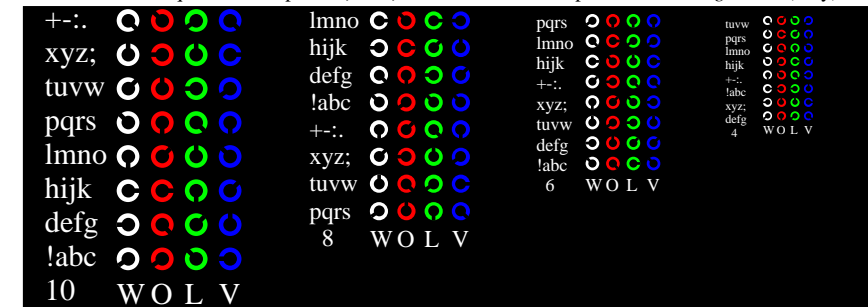 +-:.
xyz;
tuvw
pqrs
lmno
hijk
defg
!abc
10 W O L V
lmno
hijk
defg
!abc
+-:.
xyz;
tuvw
pqrs
8 W O L V
pqrs
lmno
hijk
+-:.
xyz;
tuvw
defg
!abc
6 W O L V
tuvw
pqrs
lmno
hijk
+-:.
!abc
xyz;
defg
4 W O L V